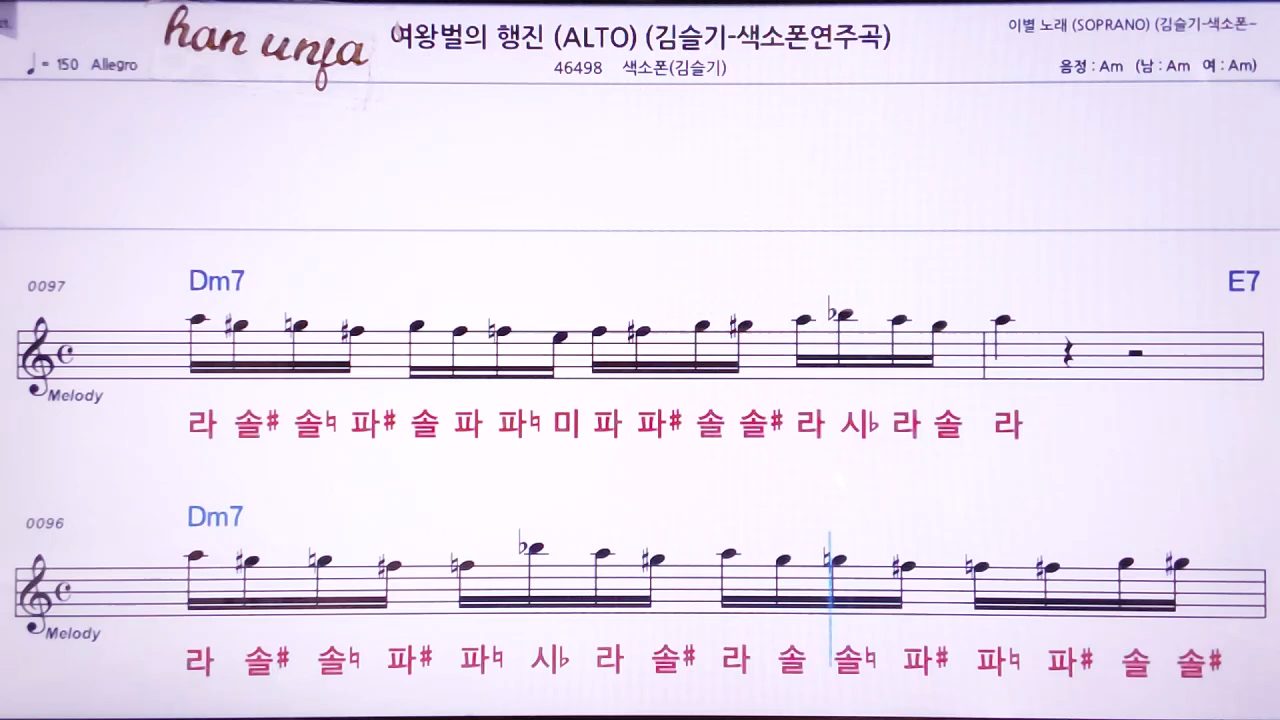 han unfa
여왕벌의 행진 (ALTO) (김슬기-색소폰연주곡)
이별 노래 (SOPRANO) (김슬기-색소폰-
♩ = 150 Allegro
46498 색소폰(김슬기)
음정 : Am (남 : Am 여 : Am)
0097
Dm7
E7
Melody
라 솔# 솔♮ 파# 솔 파 파♮ 미 파 파# 솔 솔# 라 시♭ 라 솔 라
0096
Dm7
Melody
라 솔# 솔♮ 파# 파♮ 시♭ 라 솔# 라 솔 솔♮ 파# 파♮ 파# 솔 솔#